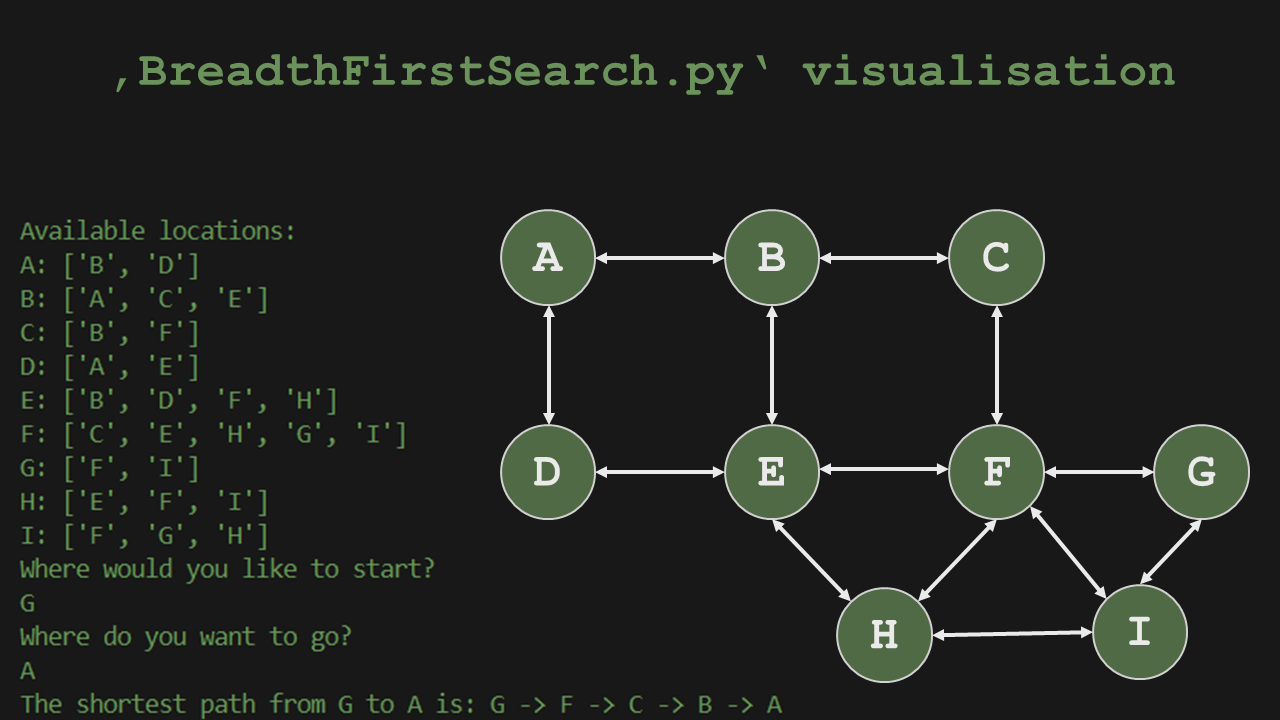 ‚BreadthFirstSearch.py‘ visualisation
Available locations:
A: ['B', 'D']
B: ['A', 'C', 'E']
C: ['B', 'F']
D: ['A', 'E']
E: ['B', 'D', 'F', 'H']
F: ['C', 'E', 'H', 'G', 'I']
G: ['F', 'I']
H: ['E', 'F', 'I']
I: ['F', 'G', 'H']
Where would you like to start?
G
Where do you want to go?
A
The shortest path from G to A is: G -> F -> C -> B -> A
A B C
D E F G
H I